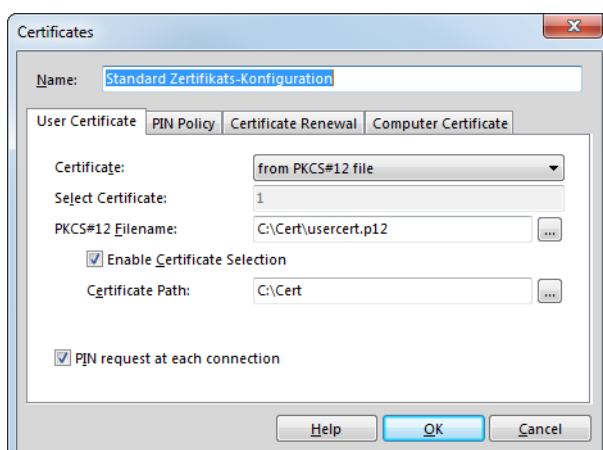 Certificates
Name: Standard Zertifikats-Konfiguration
User Certificate PIN Policy Certificate Renewal Computer Certificate
Certificate: from PKCS#12 file
Select Certificate: 1
PKCS#12 Filename: C:\Cert\usercert.p12 ...
Enable Certificate Selection
Certificate Path: C:\Cert ...
PIN request at each connection
Help OK Cancel